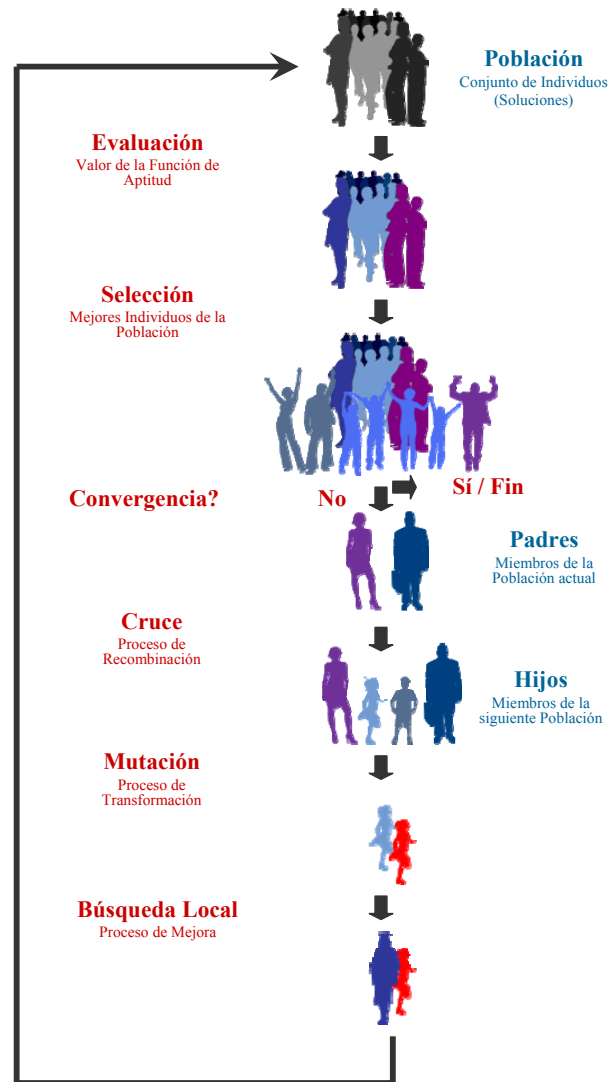 Población
Conjunto de Individuos
(Soluciones)
Evaluación
Valor de la Función de
Aptitud
Selección
Mejores Individuos de la
Población
Convergencia?
No
Sí / Fin
Padres
Miembros de la
Población actual
Cruce
Proceso de
Recombinación
Hijos
Miembros de la
siguiente Población
Mutación
Proceso de
Transformación
Búsqueda Local
Proceso de Mejora